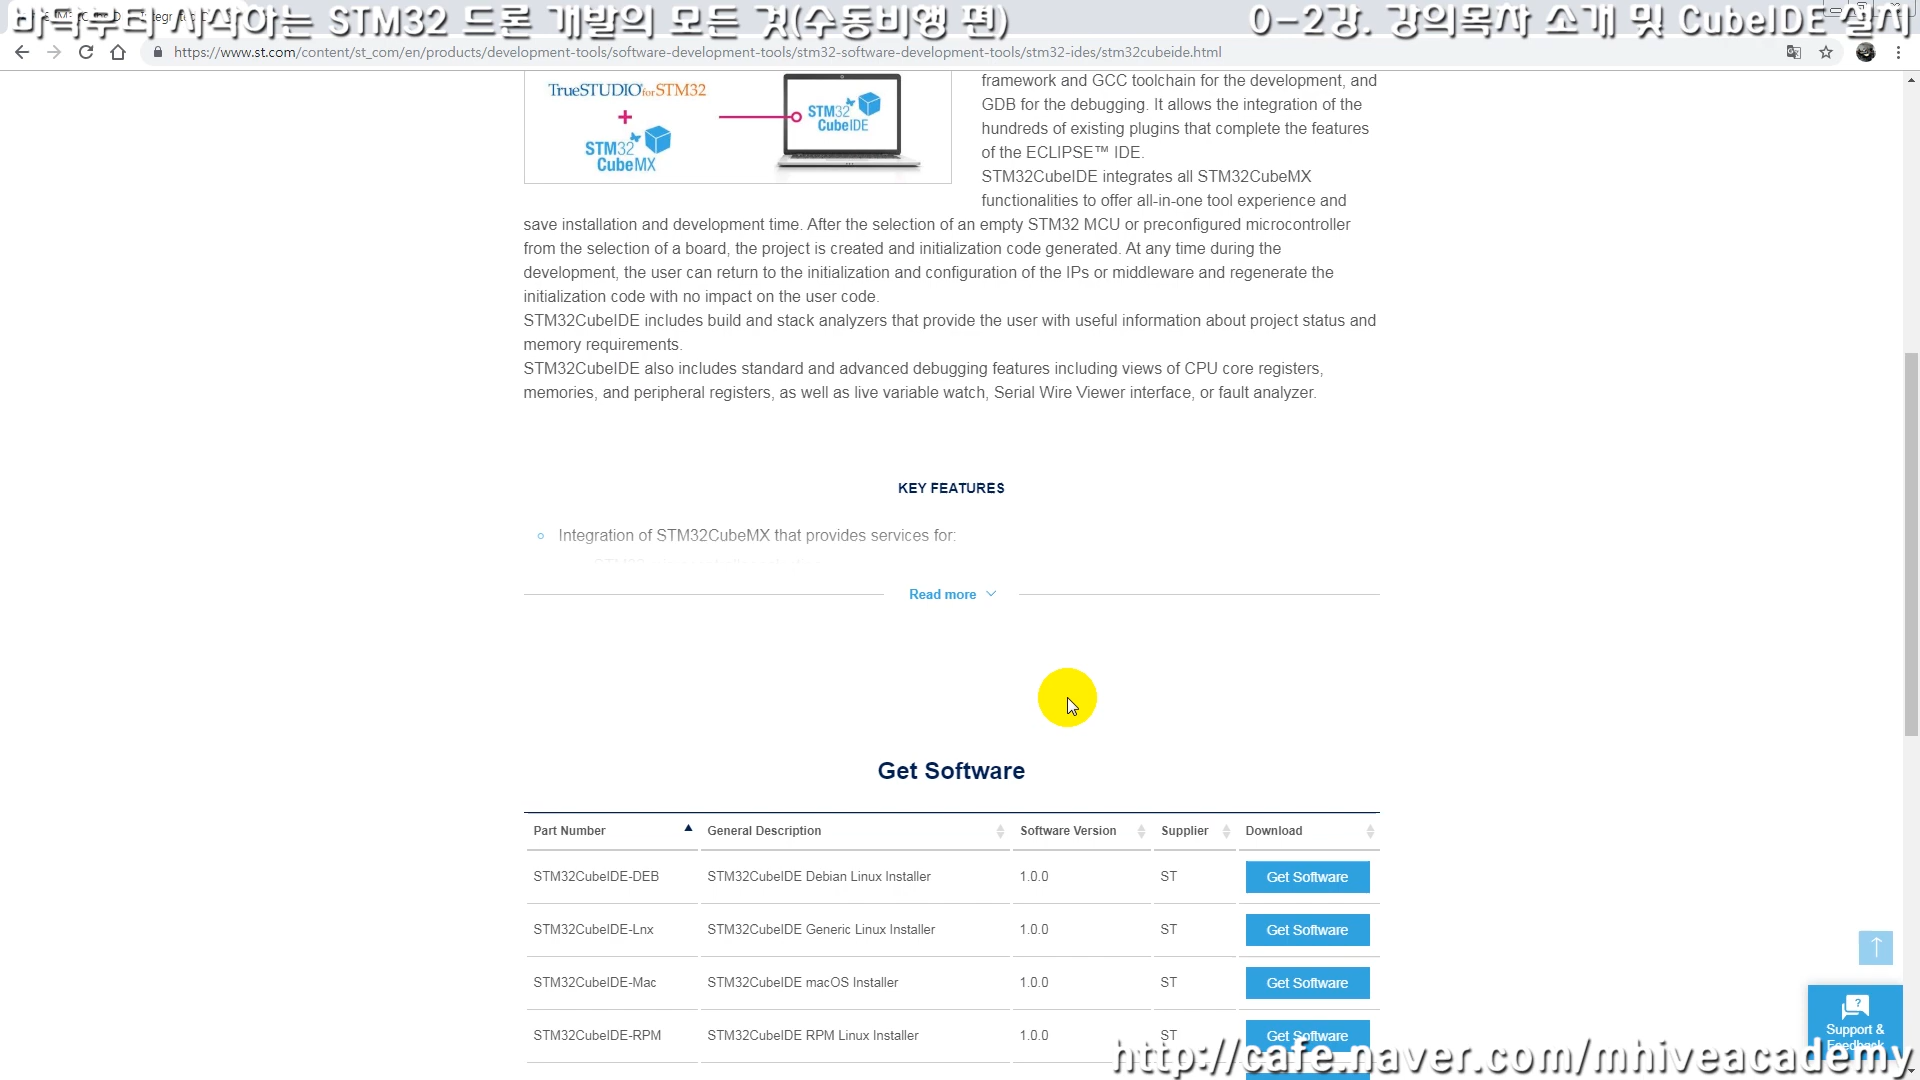 바닥부터 시작하는 STM32 드론 개발의 모든 것(수동비행 편)
0-2강. 강의목차 소개 및 CubeIDE 설치
https://www.st.com/content/st_com/en/products/development-tools/software-development-tools/stm32-software-development-tools/stm32-ides/stm32cubeide.html
TrueSTUDIO for STM32
+
STM32
CubeMX
STM32
CubeIDE
framework and GCC toolchain for the development, and
GDB for the debugging. It allows the integration of the
hundreds of existing plugins that complete the features
of the ECLIPSE™ IDE.
STM32CubeIDE integrates all STM32CubeMX
functionalities to offer all-in-one tool experience and
save installation and development time. After the selection of an empty STM32 MCU or preconfigured microcontroller
from the selection of a board, the project is created and initialization code generated. At any time during the
development, the user can return to the initialization and configuration of the IPs or middleware and regenerate the
initialization code with no impact on the user code.
STM32CubeIDE includes build and stack analyzers that provide the user with useful information about project status and
memory requirements.
STM32CubeIDE also includes standard and advanced debugging features including views of CPU core registers,
memories, and peripheral registers, as well as live variable watch, Serial Wire Viewer interface, or fault analyzer.
KEY FEATURES
Integration of STM32CubeMX that provides services for:
Read more
Get Software
Part Number General Description Software Version Supplier Download
STM32CubeIDE-DEB STM32CubeIDE Debian Linux Installer 1.0.0 ST Get Software
STM32CubeIDE-Lnx STM32CubeIDE Generic Linux Installer 1.0.0 ST Get Software
STM32CubeIDE-Mac STM32CubeIDE macOS Installer 1.0.0 ST Get Software
STM32CubeIDE-RPM STM32CubeIDE RPM Linux Installer 1.0.0 ST Get Software
Support &
Feedback
http://cafe.naver.com/mhiveacademy